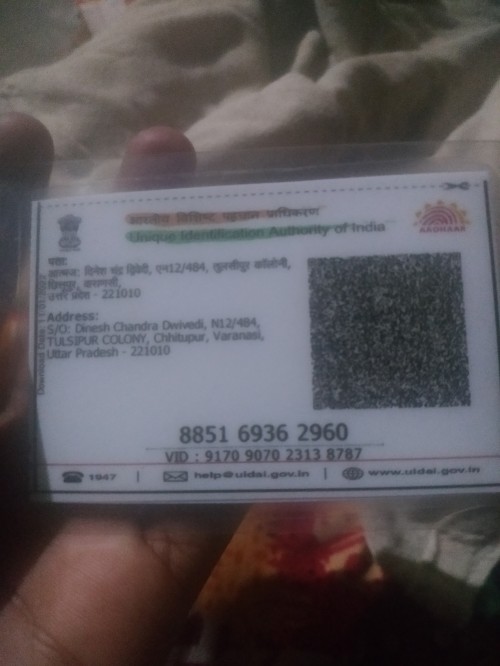 भारतीय विशिष्ट पहचान प्राधिकरण
Unique Identification Authority of India
AADHAAR
पता:
आत्मज: दिनेश चंद्र द्विवेदी, एन12/484, तुलसीपुर कॉलोनी,
वाराणसी,
उत्तर प्रदेश - 221010
Address:
S/O: Dinesh Chandra Dwivedi, N12/484,
TULSIPUR COLONY, Chhitupur, Varanasi,
Uttar Pradesh - 221010
8851 6936 2960
VID : 9170 9070 2313 8787
1947 | help@uidai.gov.in | www.uidai.gov.in